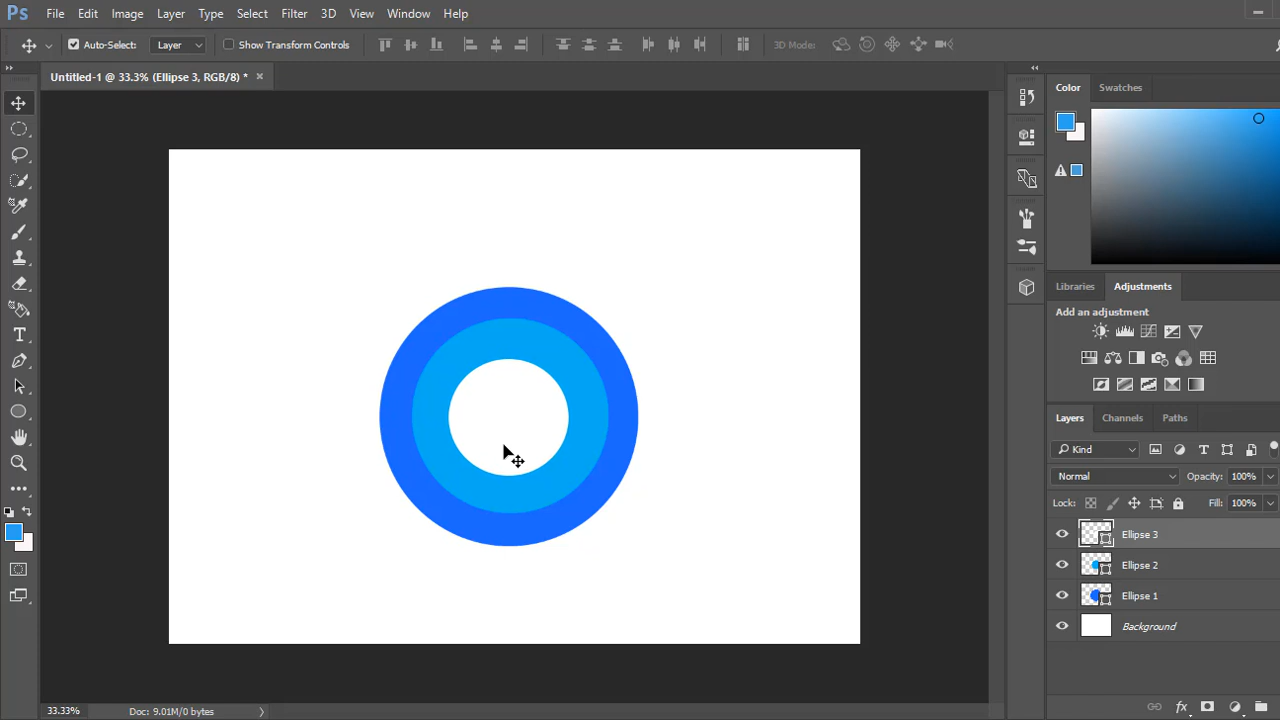 Ps File Edit Image Layer Type Select Filter 3D View Window Help
Auto-Select: Layer Show Transform Controls 3D Mode:
Untitled-1 @ 33.3% (Ellipse 3, RGB/8) * ×
Color Swatches
Libraries Adjustments
Add an adjustment
Layers Channels Paths
Kind
Normal Opacity: 100%
Lock: Fill: 100%
Ellipse 3
Ellipse 2
Ellipse 1
Background
33.33% Doc: 9.01M/0 bytes
fx